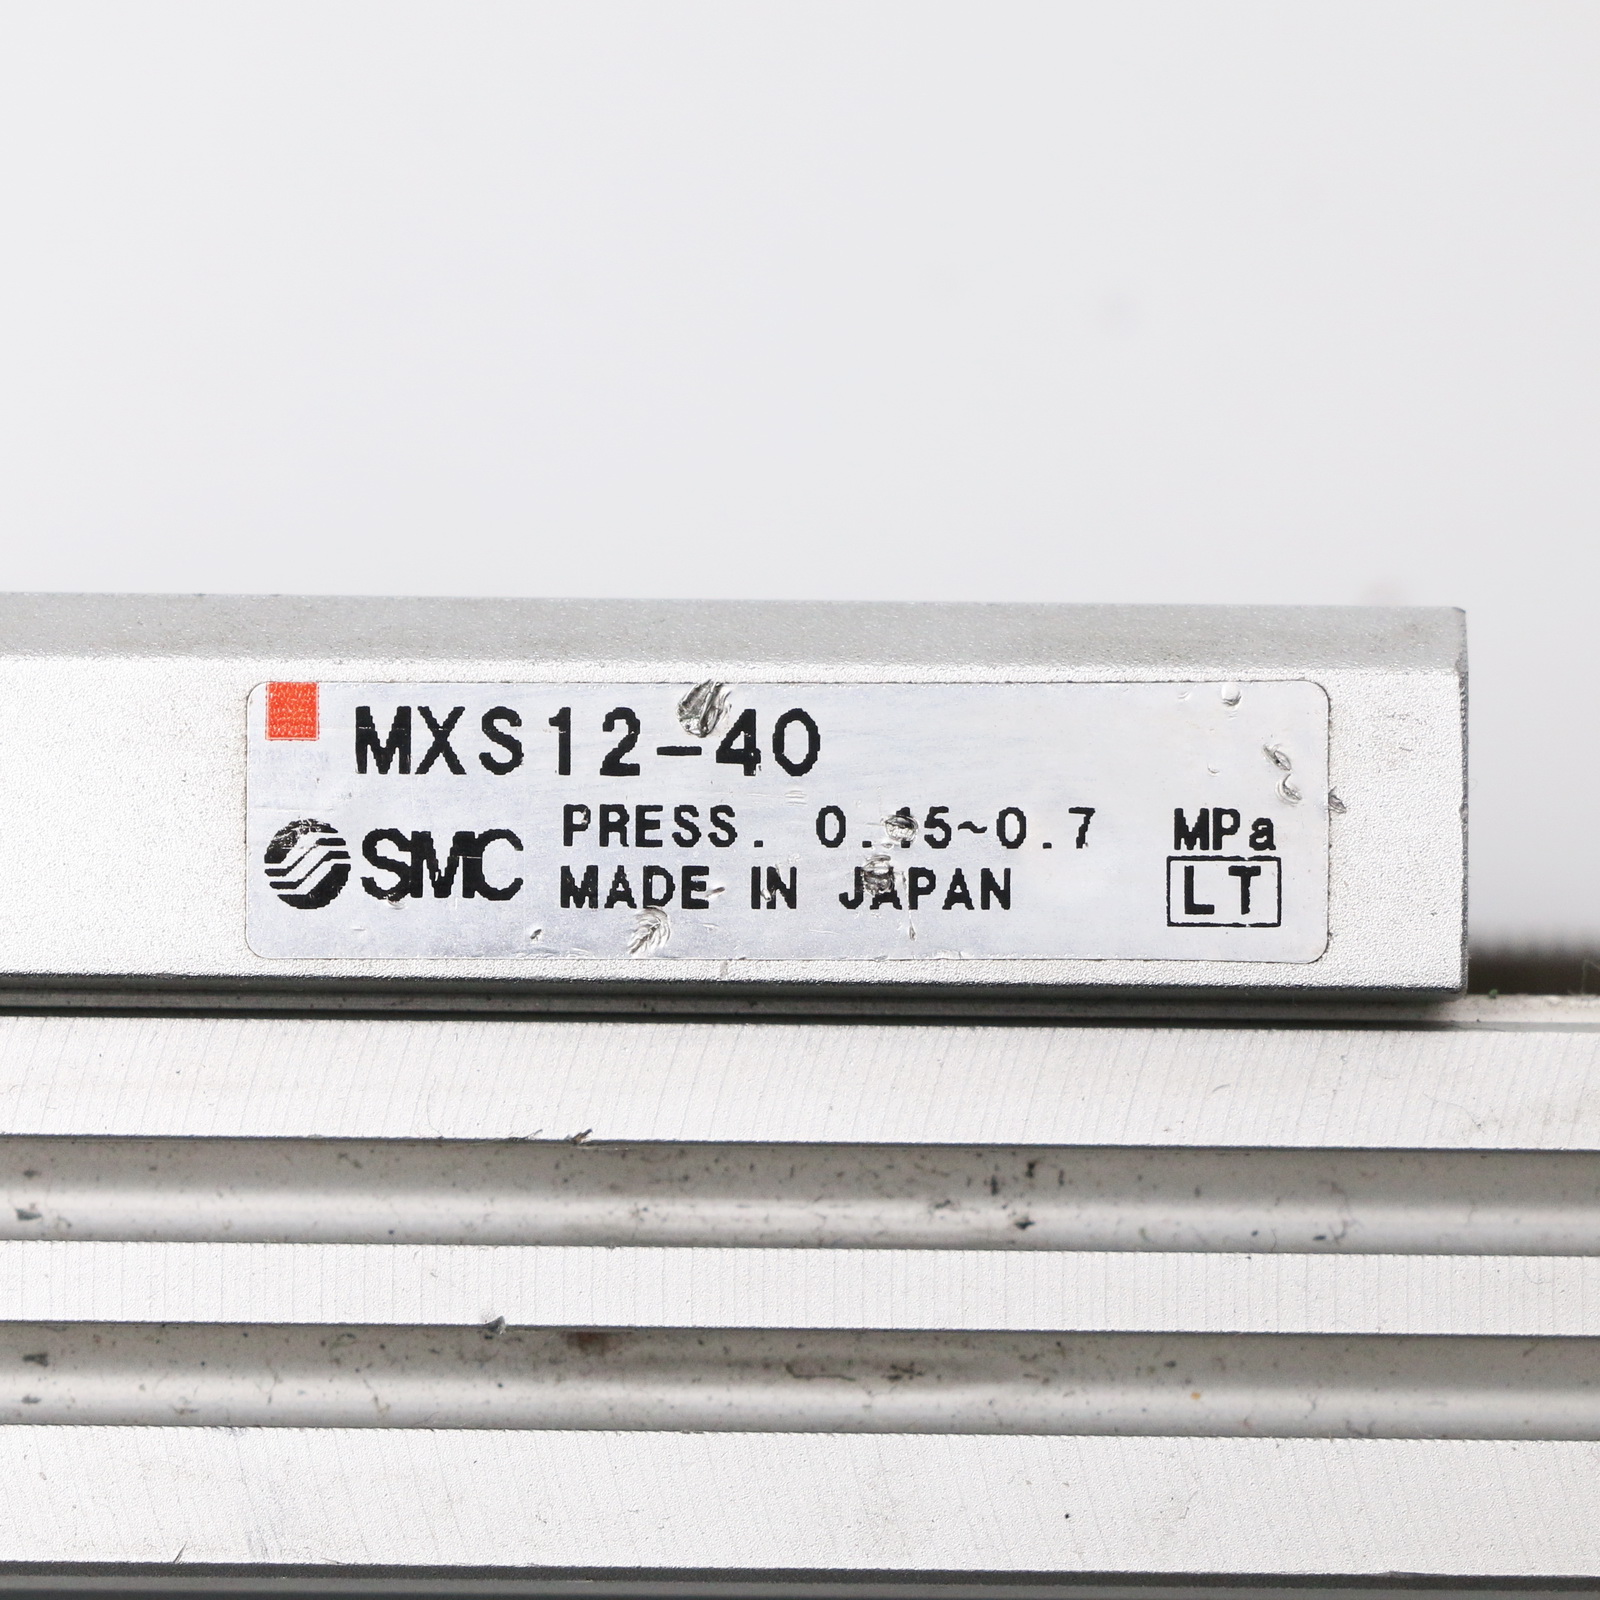 MXS12-40
SMC PRESS. 0.15~0.7 MPa
MADE IN JAPAN LT